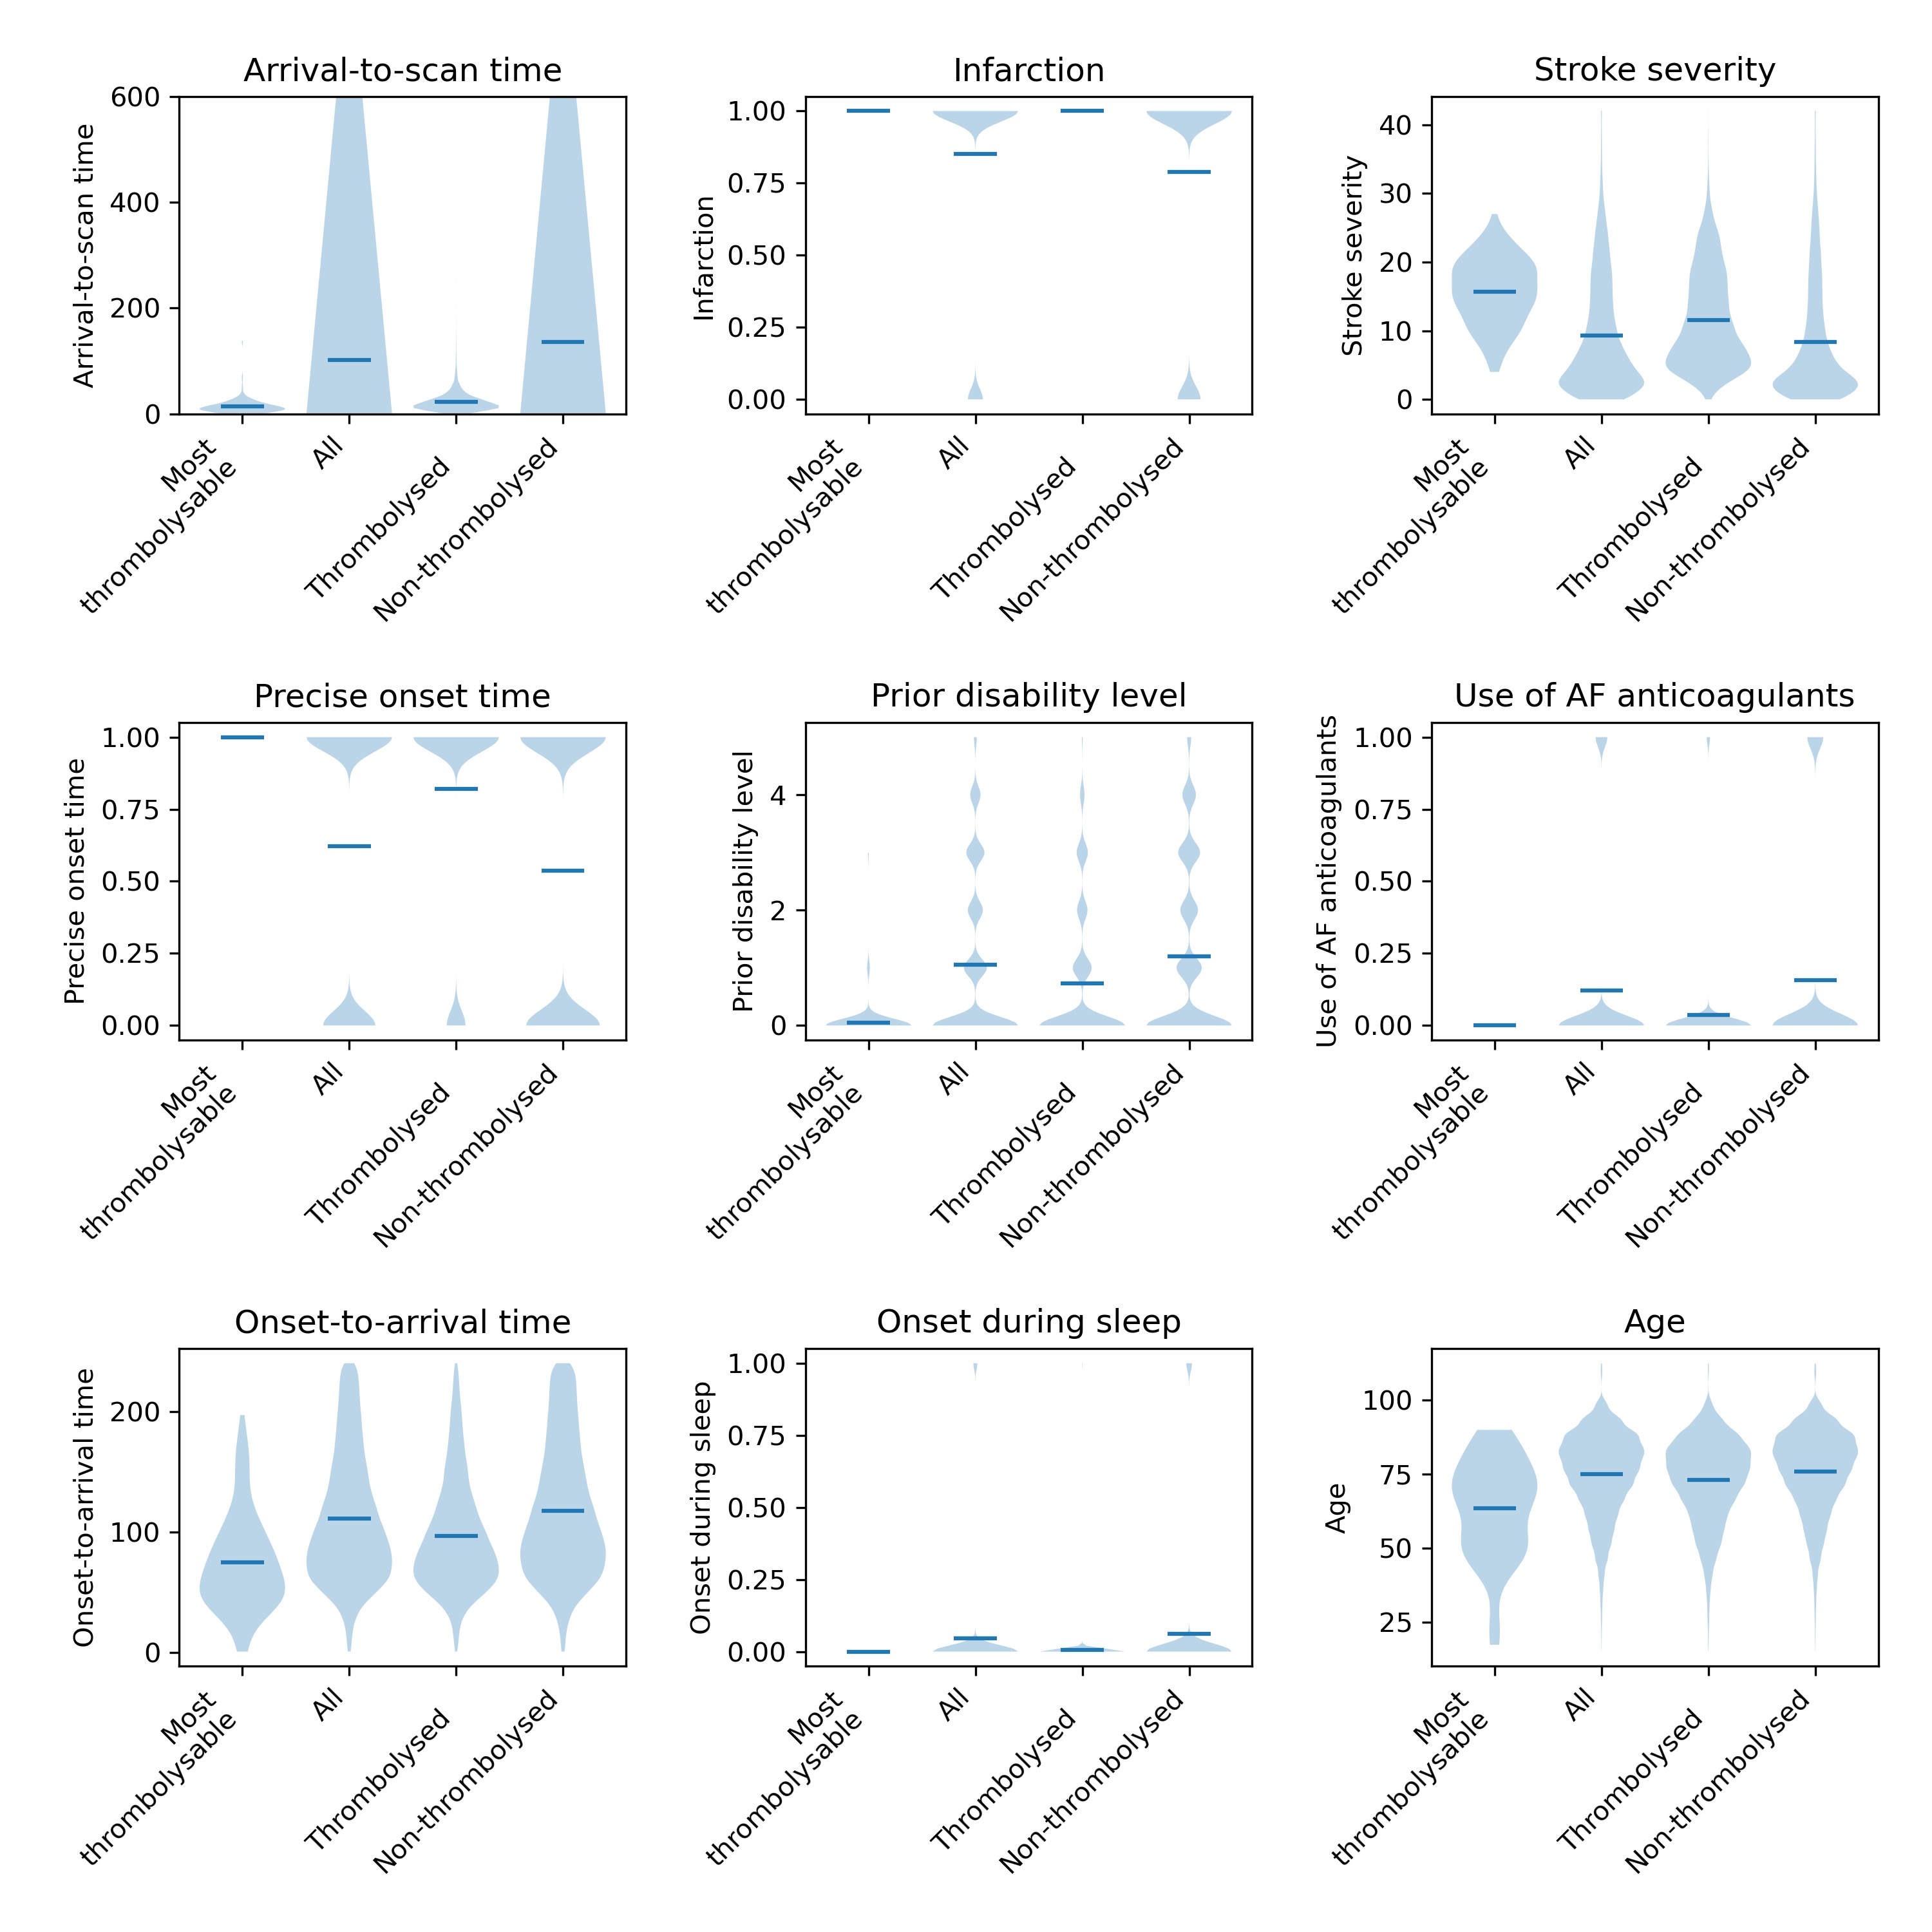 Arrival-to-scan time
Arrival-to-scan time
600
400
200
0
Most
thrombolysable
All
Thrombolysed
Non-thrombolysed
Infarction
Infarction
1.00
0.75
0.50
0.25
0.00
Most
thrombolysable
All
Thrombolysed
Non-thrombolysed
Stroke severity
Stroke severity
40
30
20
10
0
Most
thrombolysable
All
Thrombolysed
Non-thrombolysed
Precise onset time
Precise onset time
1.00
0.75
0.50
0.25
0.00
Most
thrombolysable
All
Thrombolysed
Non-thrombolysed
Prior disability level
Prior disability level
4
2
0
Most
thrombolysable
All
Thrombolysed
Non-thrombolysed
Use of AF anticoagulants
Use of AF anticoagulants
1.00
0.75
0.50
0.25
0.00
Most
thrombolysable
All
Thrombolysed
Non-thrombolysed
Onset-to-arrival time
Onset-to-arrival time
200
100
0
Most
thrombolysable
All
Thrombolysed
Non-thrombolysed
Onset during sleep
Onset during sleep
1.00
0.75
0.50
0.25
0.00
Most
thrombolysable
All
Thrombolysed
Non-thrombolysed
Age
Age
100
75
50
25
Most
thrombolysable
All
Thrombolysed
Non-thrombolysed